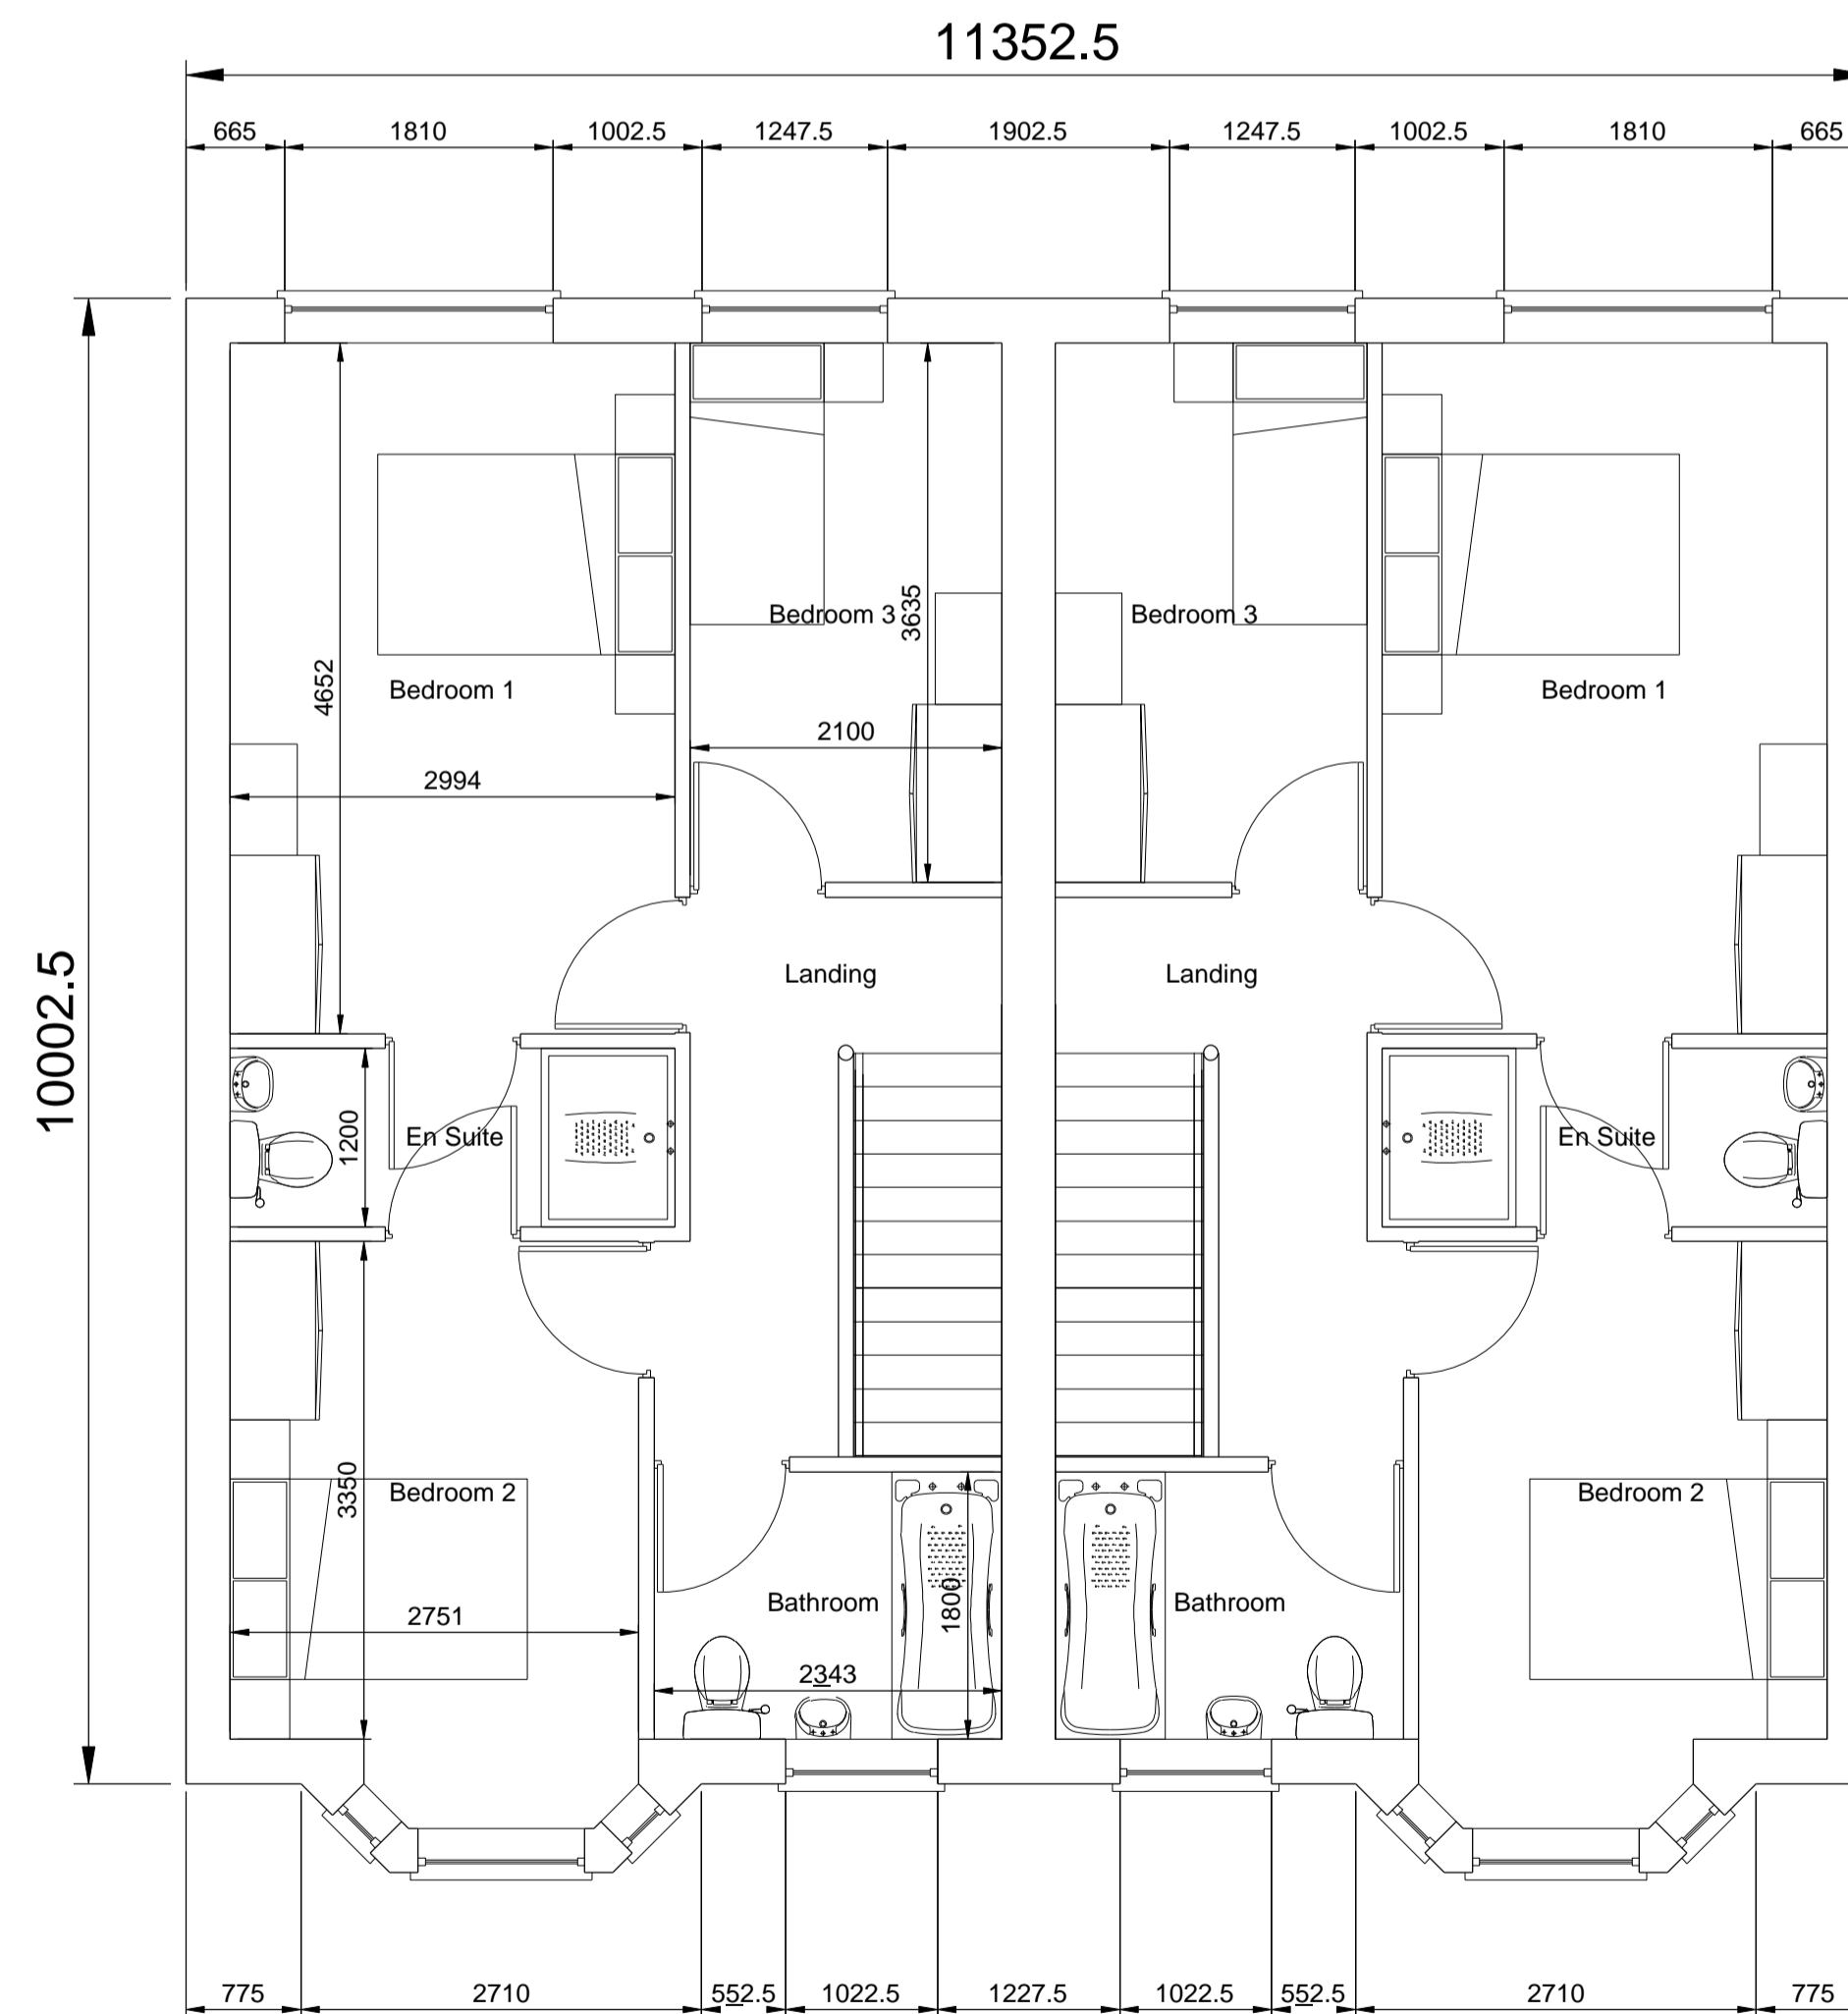 11352.5
665 1810 1002.5 1247.5 1902.5 1247.5 1002.5 1810 665
Bedroom 3 3635 Bedroom 3
4652 Bedroom 1 Bedroom 1
2100
2994
Landing Landing
10002.5
En Suite 1200 En Suite
3350 Bedroom 2 Bedroom 2
Bathroom 1800 Bathroom
2751
2343
775 2710 552.5 1022.5 1227.5 1022.5 552.5 2710 775